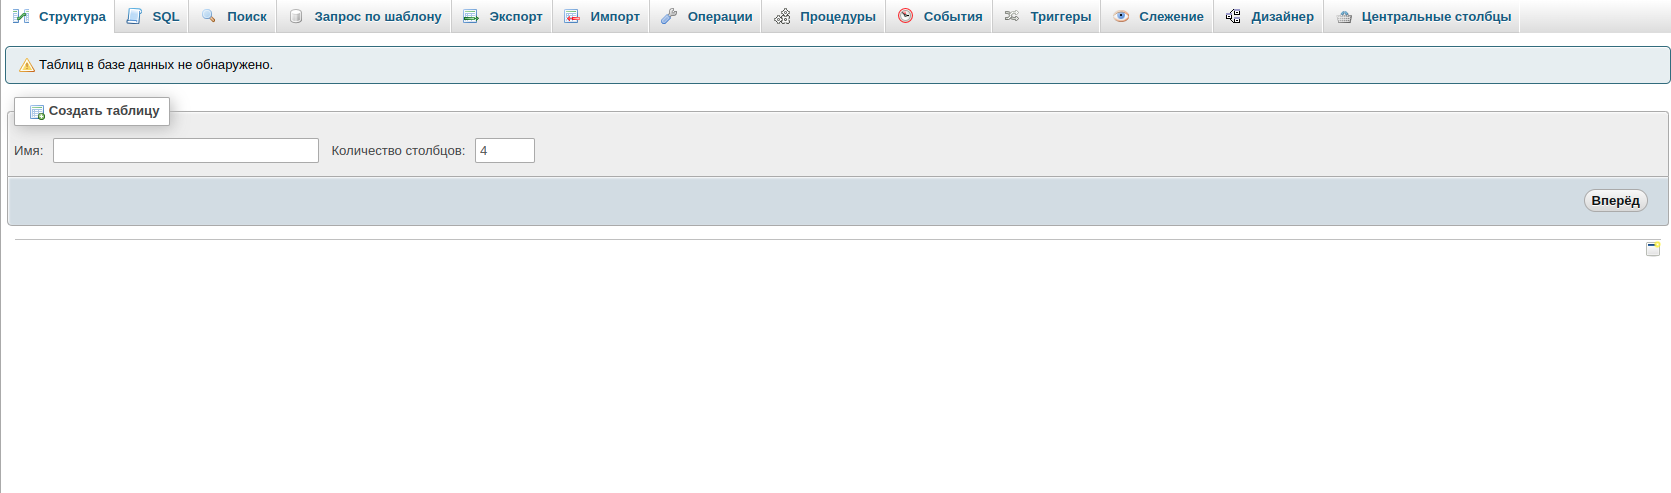 Структура SQL Поиск Запрос по шаблону Экспорт Импорт Операции Процедуры События Триггеры Слежение Дизайнер Центральные столбцы
Таблиц в базе данных не обнаружено.
Создать таблицу
Имя: Количество столбцов: 4
Вперёд